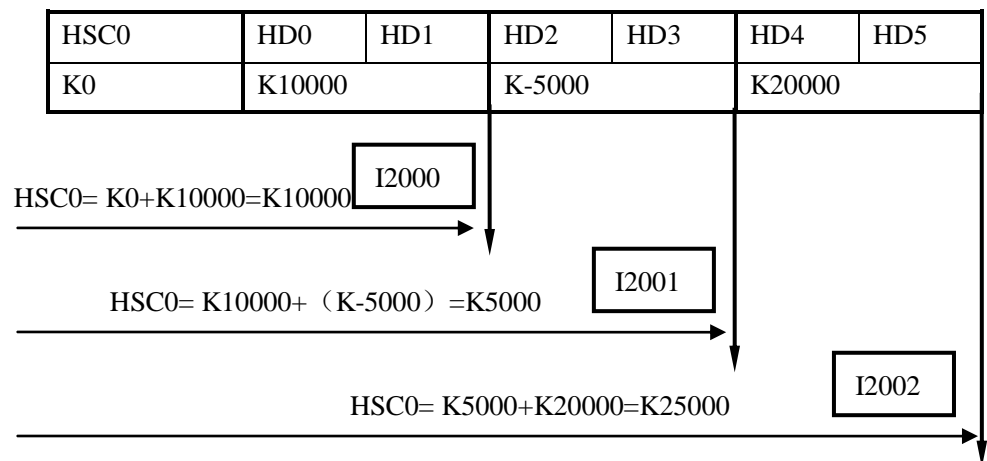 HSC0 HD0 HD1 HD2 HD3 HD4 HD5
K0 K10000 K-5000 K20000
I2000
HSC0= K0+K10000=K10000
I2001
HSC0= K10000+（K-5000）=K5000
I2002
HSC0= K5000+K20000=K25000